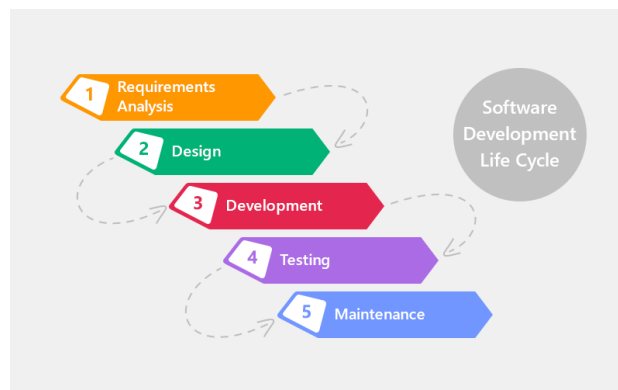 Software
Development
Life Cycle
1
Requirements
Analysis
2
Design
3
Development
4
Testing
5
Maintenance